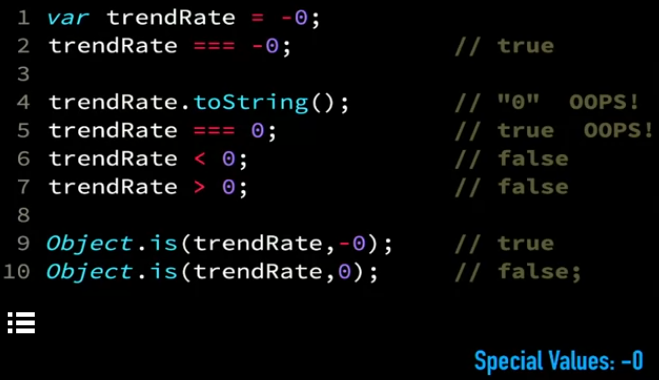 1 var trendRate = -0;
2 trendRate === -0; // true
3
4 trendRate.toString(); // "0" OOPS!
5 trendRate === 0; // true OOPS!
6 trendRate < 0; // false
7 trendRate > 0; // false
8
9 Object.is(trendRate,-0); // true
10 Object.is(trendRate,0); // false;
Special Values: -0